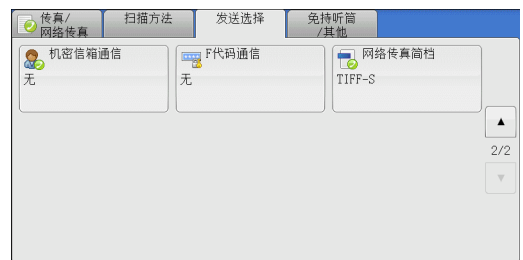 传真/
网络传真
扫描方法
发送选择
免持听筒
/其他
机密信箱通信
无
F代码通信
无
网络传真简档
TIFF-S
▲
2/2
▼